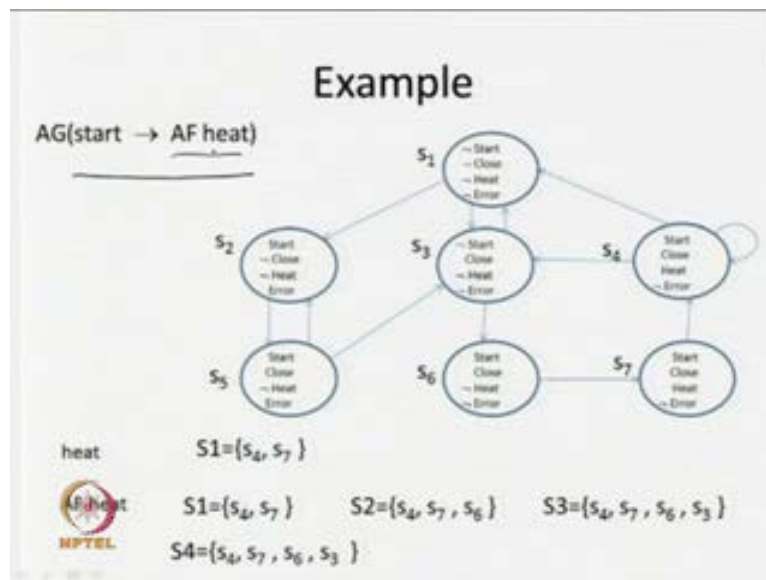 Example
AG(start → AF heat)
S1
¬ Start
¬ Close
¬ Heat
¬ Error
S2
Start
¬ Close
¬ Heat
Error
S3
¬ Start
Close
¬ Heat
¬ Error
S4
Start
Close
Heat
¬ Error
S5
Start
Close
¬ Heat
Error
S6
Start
Close
¬ Heat
¬ Error
S7
Start
Close
Heat
¬ Error
heat S1={s4, s7 }
AF heat S1={s4, s7 } S2={s4, s7 , s6 } S3={s4, s7 , s6 , s3 }
NPTEL
S4={s4, s7 , s6 , s3 }